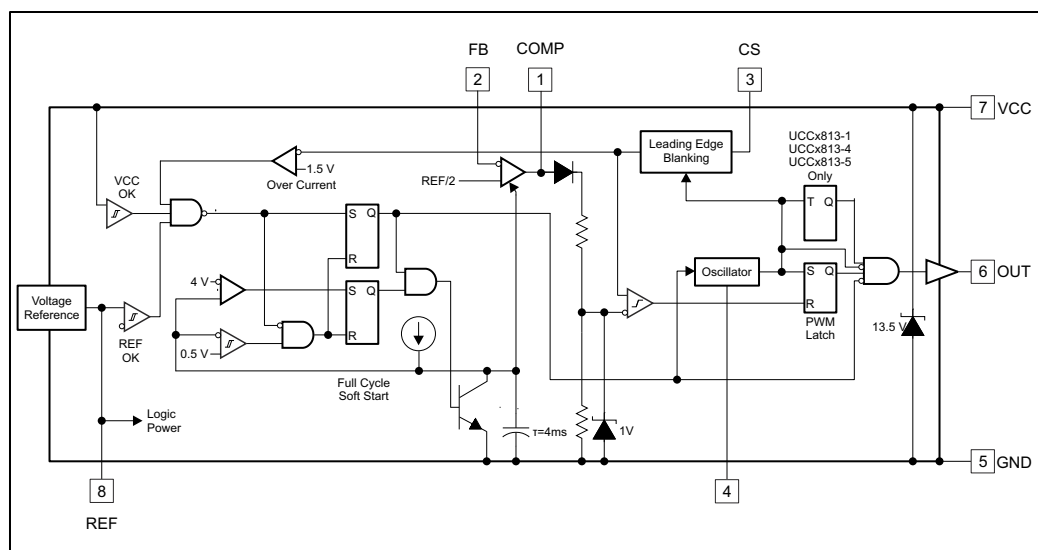 FB
COMP
CS
2
1
3
7
VCC
UCCx813-1
UCCx813-4
UCCx813-5
Only
Leading Edge
Blanking
1.5 V
Over Current
VCC
OK
REF/2
T
Q
S
Q
R
4 V
S
Q
R
Oscillator
S
Q
R
PWM
Latch
6
OUT
Voltage
Reference
REF
OK
0.5 V
13.5 V
Full Cycle
Soft Start
Logic
Power
τ=4ms
1V
5
GND
8
REF
4